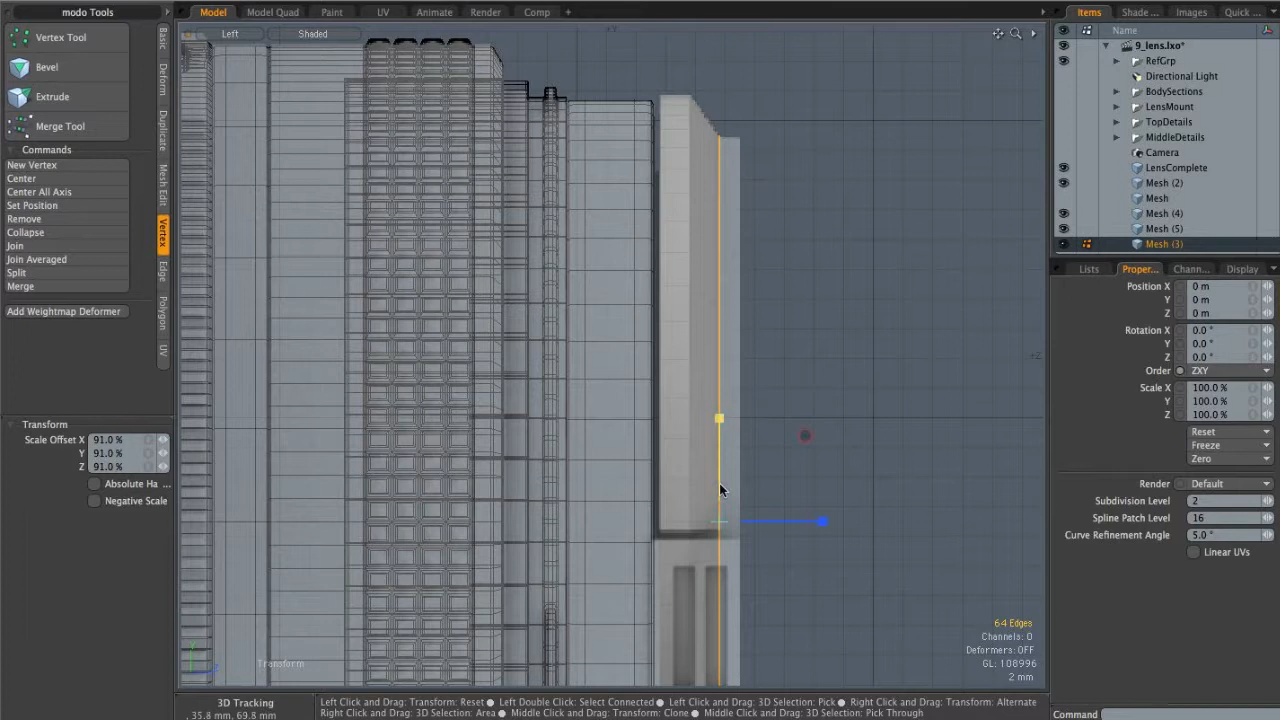 modo Tools
Model
Model Quad
Paint
UV
Animate
Render
Comp
+
Items
Shade ...
Images
Quick ...
Vertex Tool
Bevel
Extrude
Merge Tool
Commands
New Vertex
Center
Center All Axis
Set Position
Remove
Collapse
Join
Join Averaged
Split
Merge
Add Weightmap Deformer
Basic
Deform
Duplicate
Mesh Edit
Vertex
Edge
Polygon
UV
Transform
Scale Offset X 91.0 %
Y 91.0 %
Z 91.0 %
Absolute Ha ...
Negative Scale
Left
Shaded
+Y
+Z
Transform
64 Edges
Channels: 0
Deformers: OFF
GL: 108996
2 mm
Name
9_lens.lxo*
RefGrp
Directional Light
BodySections
LensMount
TopDetails
MiddleDetails
Camera
LensComplete
Mesh (2)
Mesh
Mesh (4)
Mesh (5)
Mesh (3)
Lists
Proper...
Chann...
Display
Position X 0 m
Y 0 m
Z 0 m
Rotation X 0.0 °
Y 0.0 °
Z 0.0 °
Order ZXY
Scale X 100.0 %
Y 100.0 %
Z 100.0 %
Reset
Freeze
Zero
Render Default
Subdivision Level 2
Spline Patch Level 16
Curve Refinement Angle 5.0 °
Linear UVs
3D Tracking
, 35.8 mm, 69.8 mm
Left Click and Drag: Transform: Reset ● Left Double Click: Select Connected ● Left Click and Drag: 3D Selection: Pick ● Right Click and Drag: Transform: Alternate
Right Click and Drag: 3D Selection: Area ● Middle Click and Drag: Transform: Clone ● Middle Click and Drag: 3D Selection: Pick Through
Command